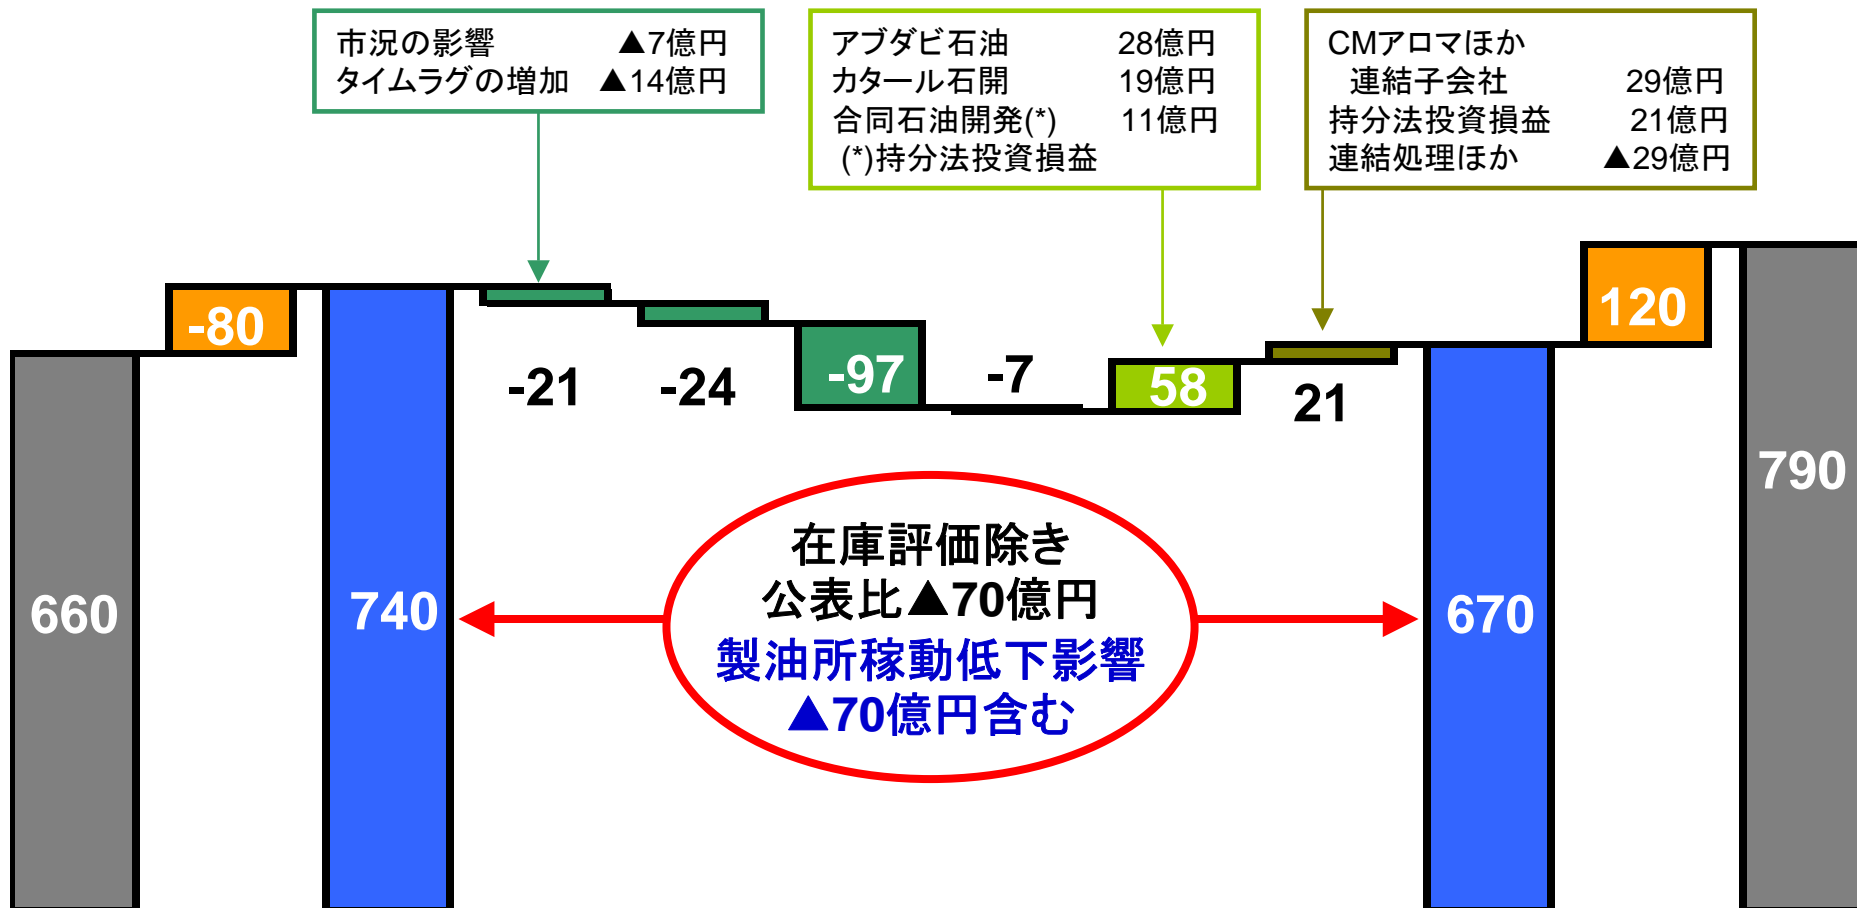 市況の影響 ▲7億円
タイムラグの増加 ▲14億円
アブダビ石油 28億円
カタール石開 19億円
合同石油開発(*) 11億円
(*)持分法投資損益
CMアロマほか
連結子会社 29億円
持分法投資損益 21億円
連結処理ほか ▲29億円
660
-80
740
-21
-24
-97
-7
58
21
670
120
790
在庫評価除き
公表比▲70億円
製油所稼動低下影響
▲70億円含む